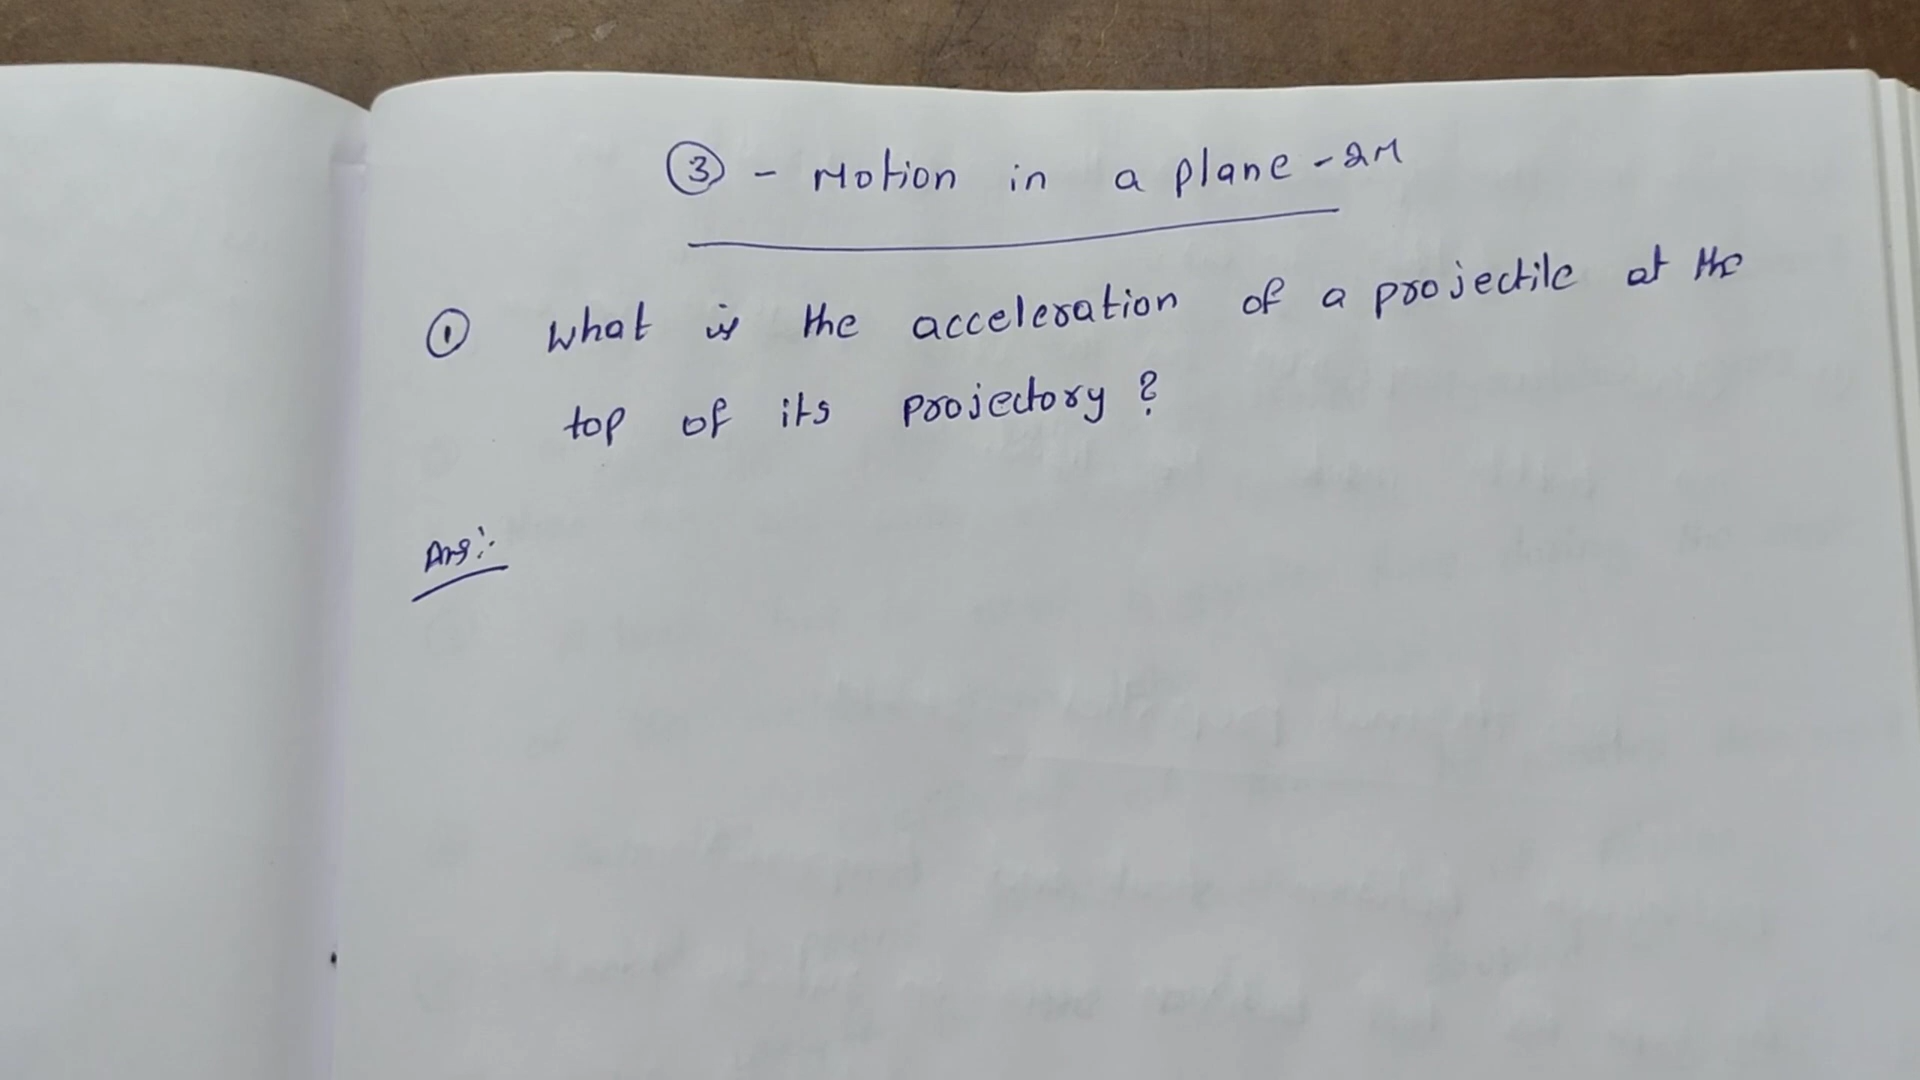 ③ - Motion in a plane - 2M
① What is the acceleration of a projectile at the
top of its projectory ?
Ans:-